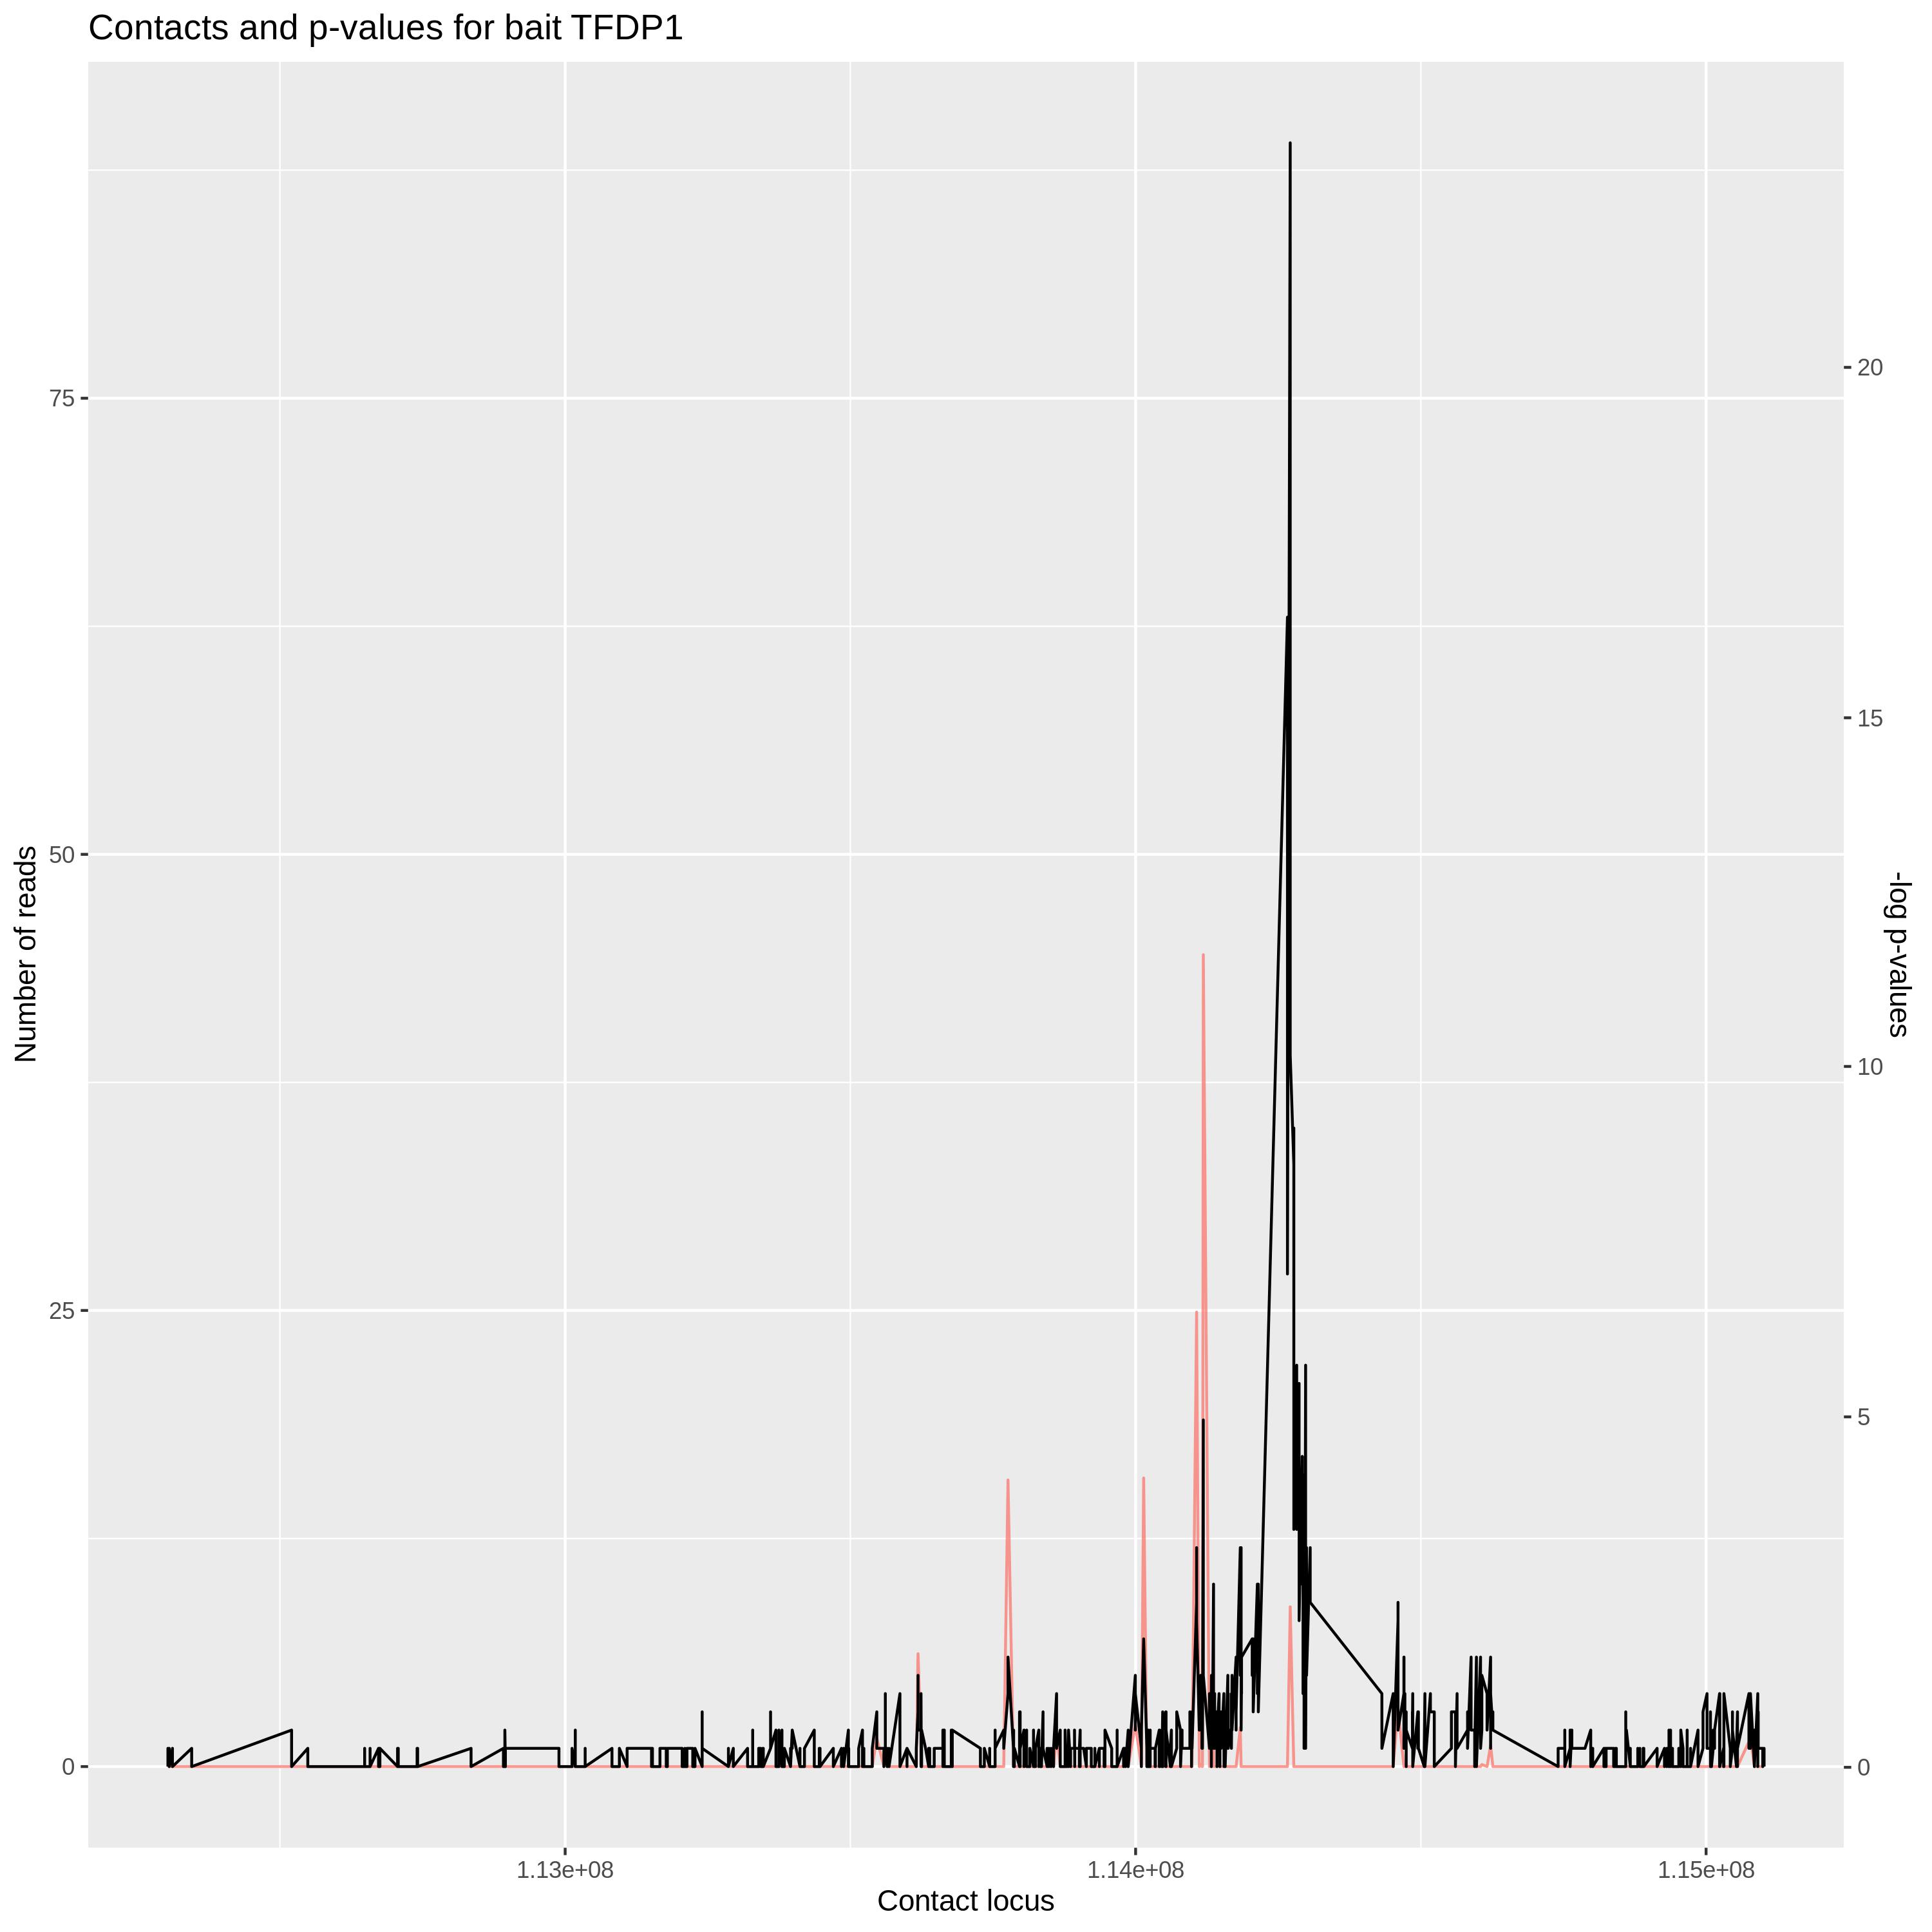 Contacts and p-values for bait TFDP1
75
50
25
0
20
15
10
5
0
Number of reads
-log p-values
1.13e+08
1.14e+08
1.15e+08
Contact locus